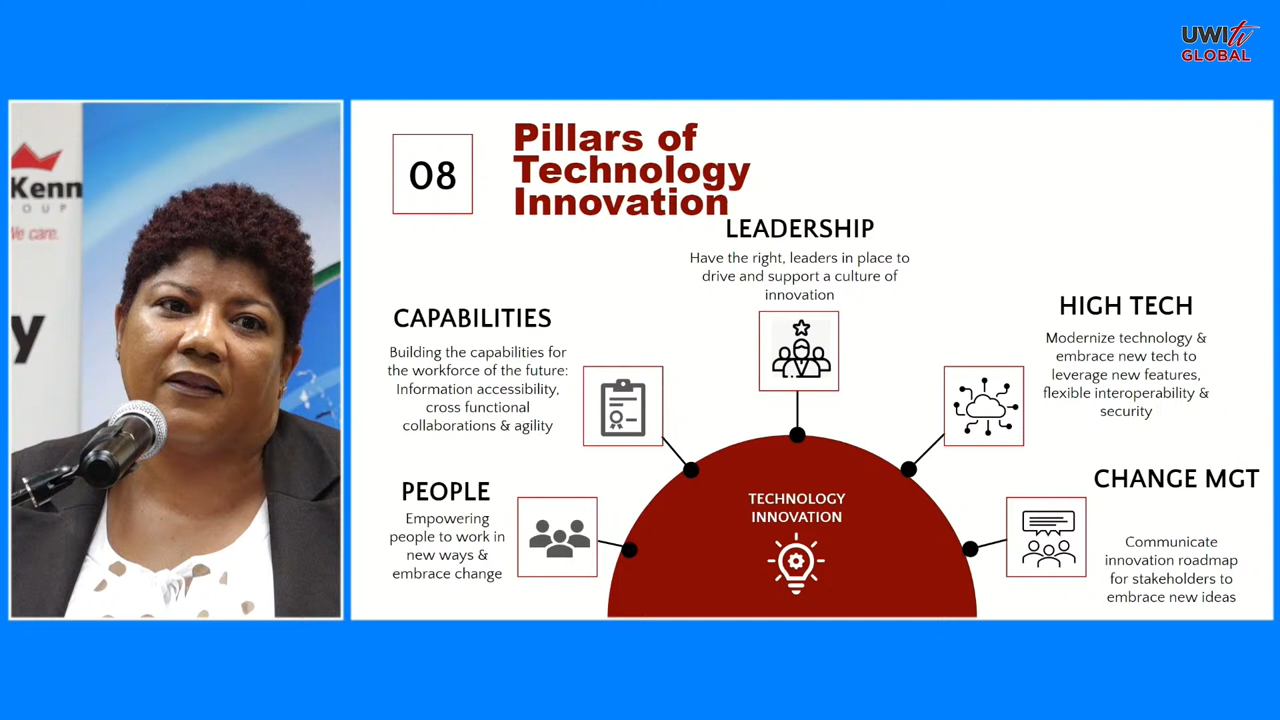 UWItv
GLOBAL
Kenn
OUP
We care.
y
08
Pillars of
Technology
Innovation
LEADERSHIP
Have the right, leaders in place to
drive and support a culture of
innovation
CAPABILITIES
Building the capabilities for
the workforce of the future:
Information accessibility,
cross functional
collaborations & agility
HIGH TECH
Modernize technology &
embrace new tech to
leverage new features,
flexible interoperability &
security
PEOPLE
Empowering
people to work in
new ways &
embrace change
CHANGE MGT
Communicate
innovation roadmap
for stakeholders to
embrace new ideas
TECHNOLOGY
INNOVATION